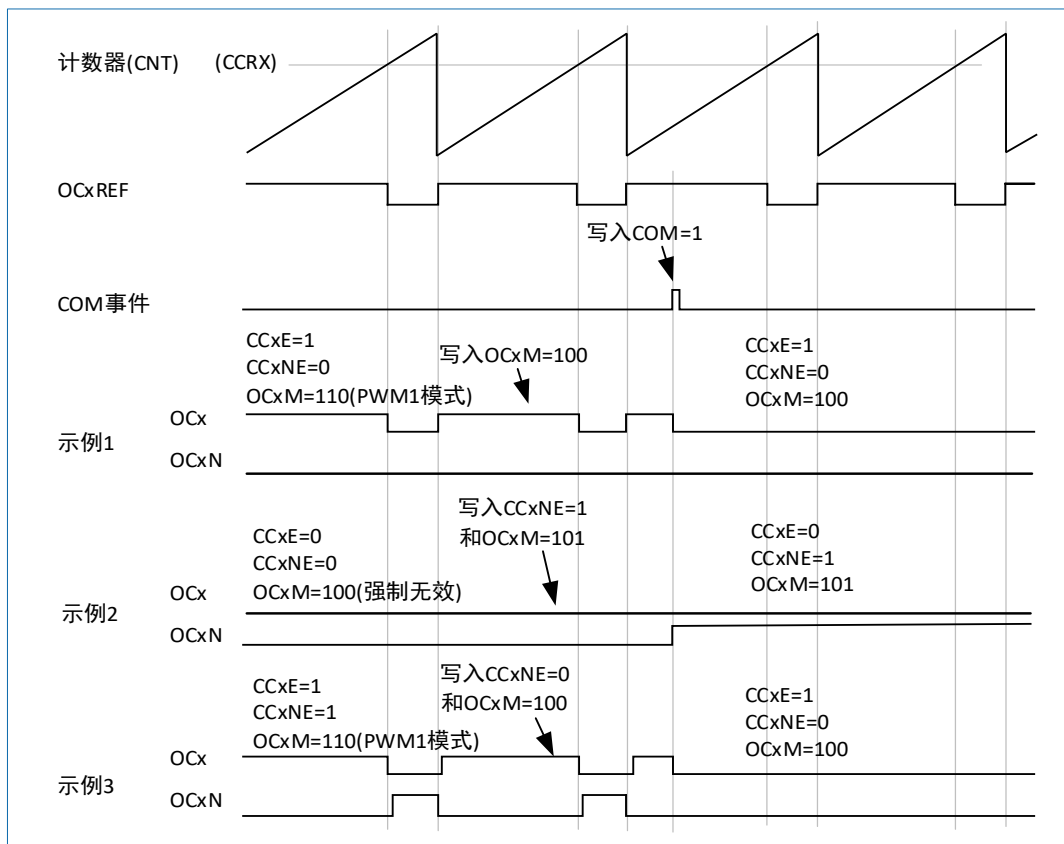 计数器(CNT) (CCRX)
OCxREF
写入COM=1
COM事件
CCxE=1
CCxNE=0
OCxM=110(PWM1模式)
写入OCxM=100
CCxE=1
CCxNE=0
OCxM=100
示例1
OCx
OCxN
CCxE=0
CCxNE=0
OCxM=100(强制无效)
写入CCxNE=1
和OCxM=101
CCxE=0
CCxNE=1
OCxM=101
示例2
OCx
OCxN
CCxE=1
CCxNE=1
OCxM=110(PWM1模式)
写入CCxNE=0
和OCxM=100
CCxE=1
CCxNE=0
OCxM=100
示例3
OCx
OCxN